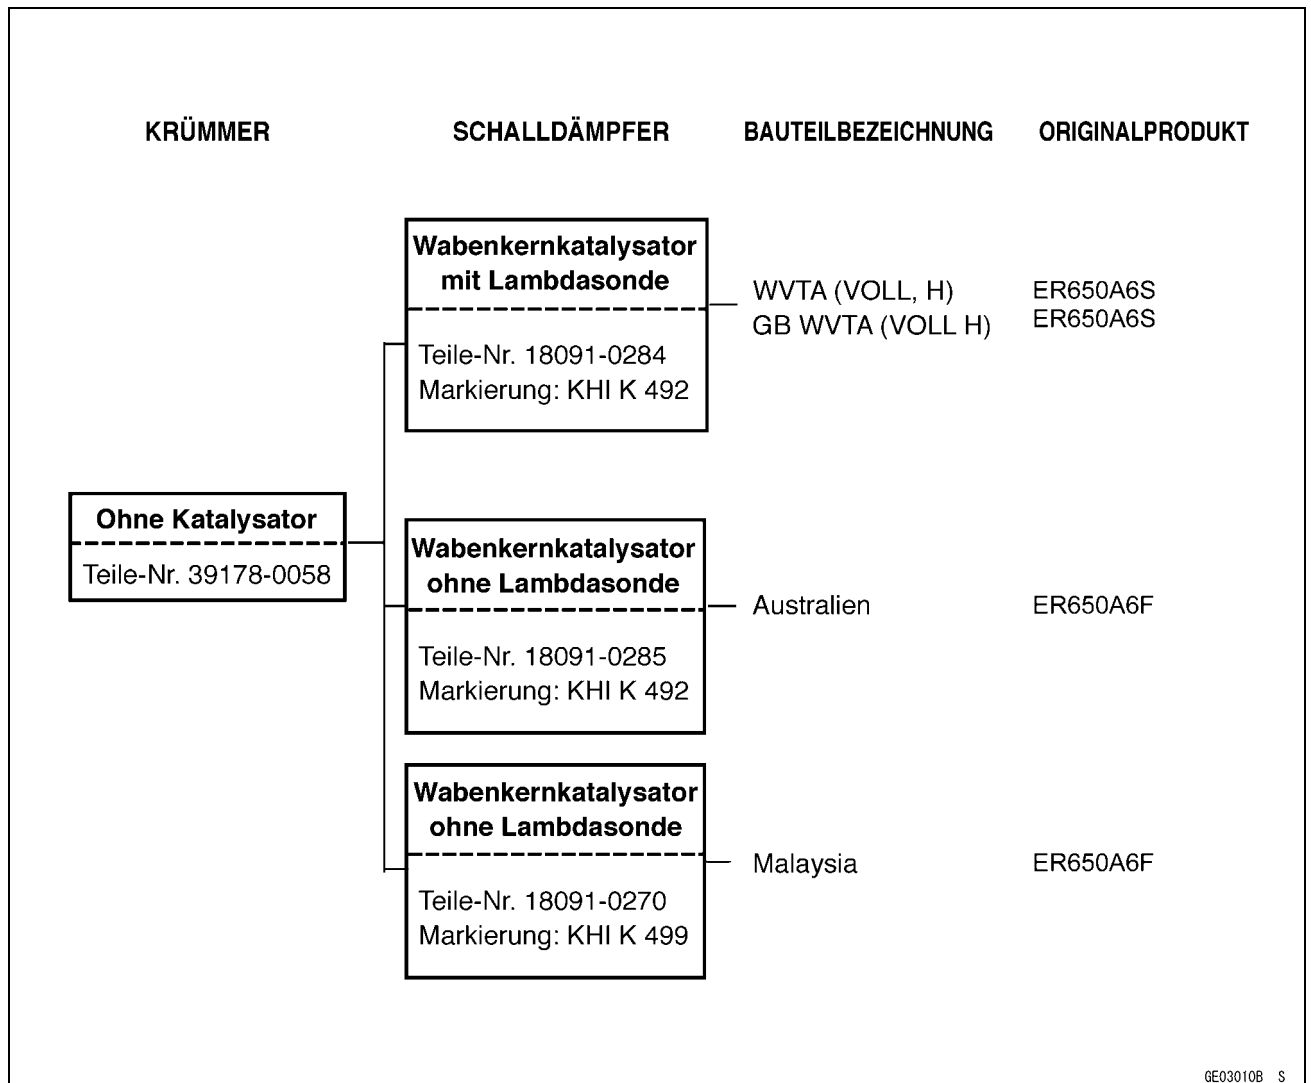 KRÜMMER
SCHALLDÄMPFER
BAUTEILBEZEICHNUNG
ORIGINALPRODUKT
Wabenkernkatalysator
mit Lambdasonde
Teile-Nr. 18091-0284
Markierung: KHI K 492
WVTA (VOLL, H)
ER650A6S
GB WVTA (VOLL H)
ER650A6S
Ohne Katalysator
Teile-Nr. 39178-0058
Wabenkernkatalysator
ohne Lambdasonde
Teile-Nr. 18091-0285
Markierung: KHI K 492
Australien
ER650A6F
Wabenkernkatalysator
ohne Lambdasonde
Teile-Nr. 18091-0270
Markierung: KHI K 499
Malaysia
ER650A6F
GE03010B S